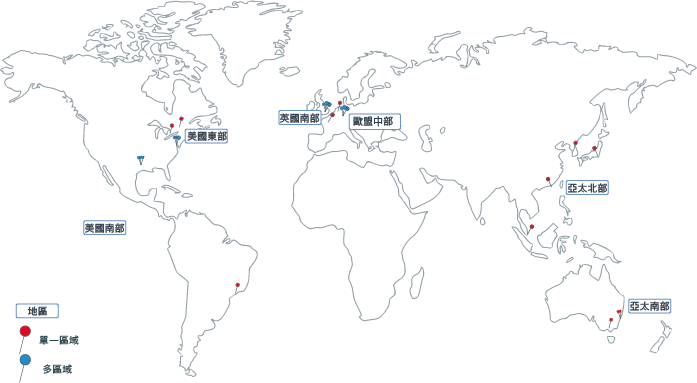 英國南部
歐盟中部
美國東部
亞太北部
美國南部
亞太南部
地區
單一區域
多區域